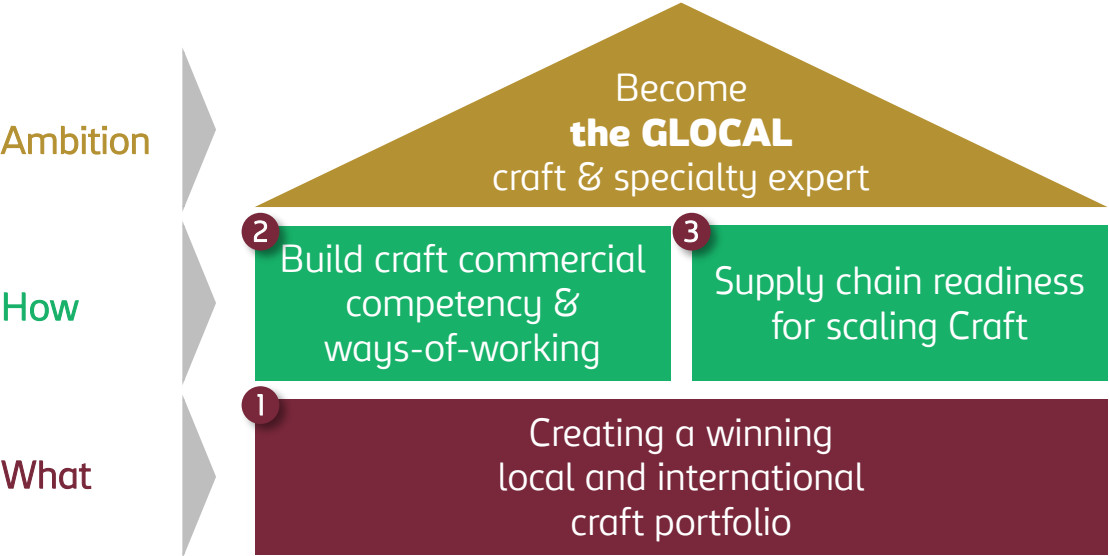 Ambition
Become
the GLOCAL
craft & specialty expert
How
2
Build craft commercial
competency &
ways-of-working
3
Supply chain readiness
for scaling Craft
What
1
Creating a winning
local and international
craft portfolio